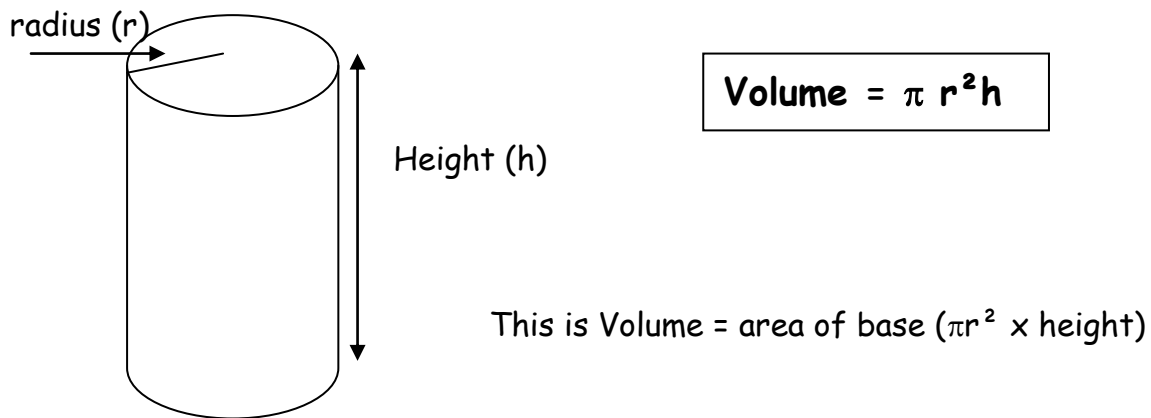 radius (r)
Volume = π r²h
Height (h)
This is Volume = area of base (πr² x height)